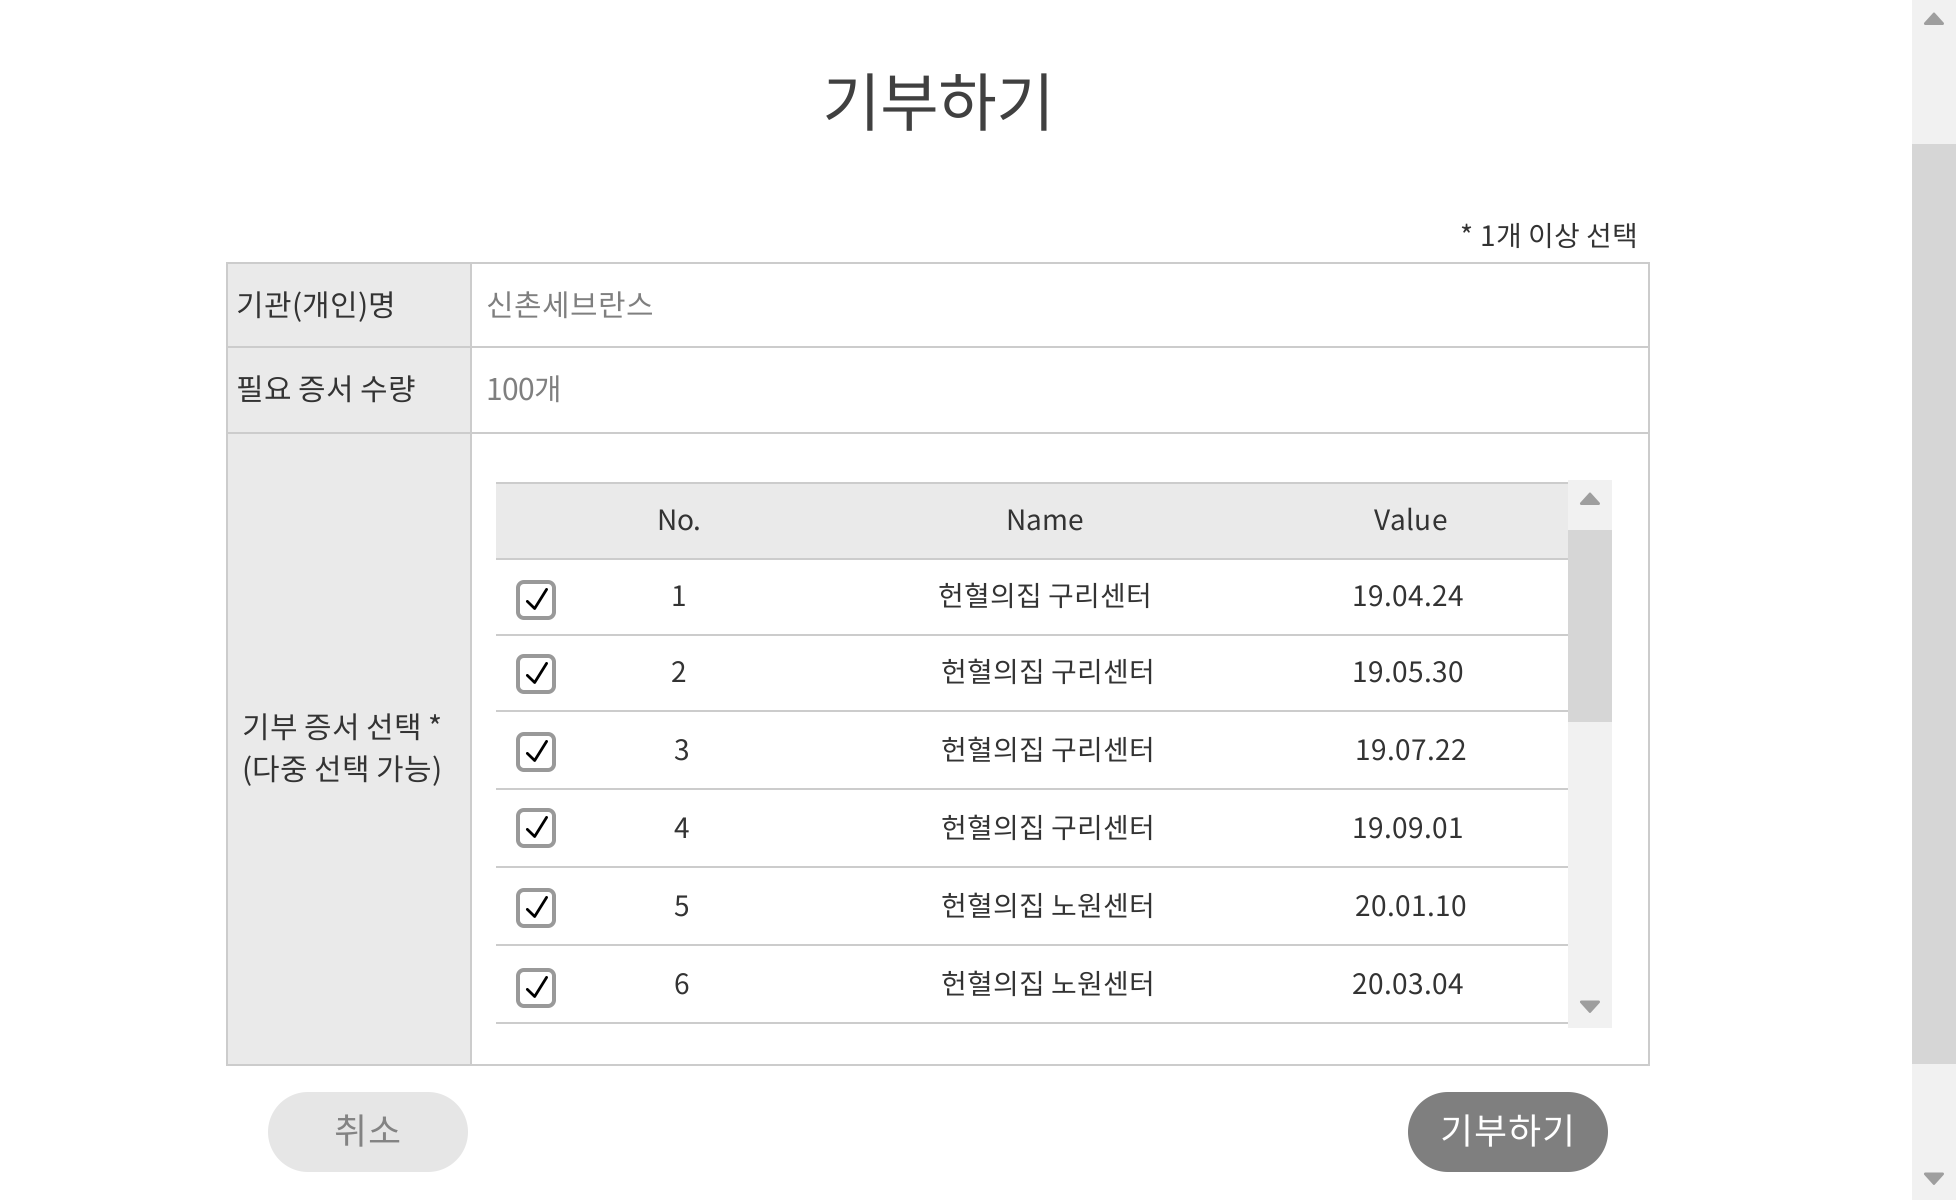 기부하기
* 1개 이상 선택
기관(개인)명 신촌세브란스
필요 증서 수량 100개
기부 증서 선택 *
(다중 선택 가능)
No. Name Value
1 헌혈의집 구리센터 19.04.24
2 헌혈의집 구리센터 19.05.30
3 헌혈의집 구리센터 19.07.22
4 헌혈의집 구리센터 19.09.01
5 헌혈의집 노원센터 20.01.10
6 헌혈의집 노원센터 20.03.04
취소 기부하기